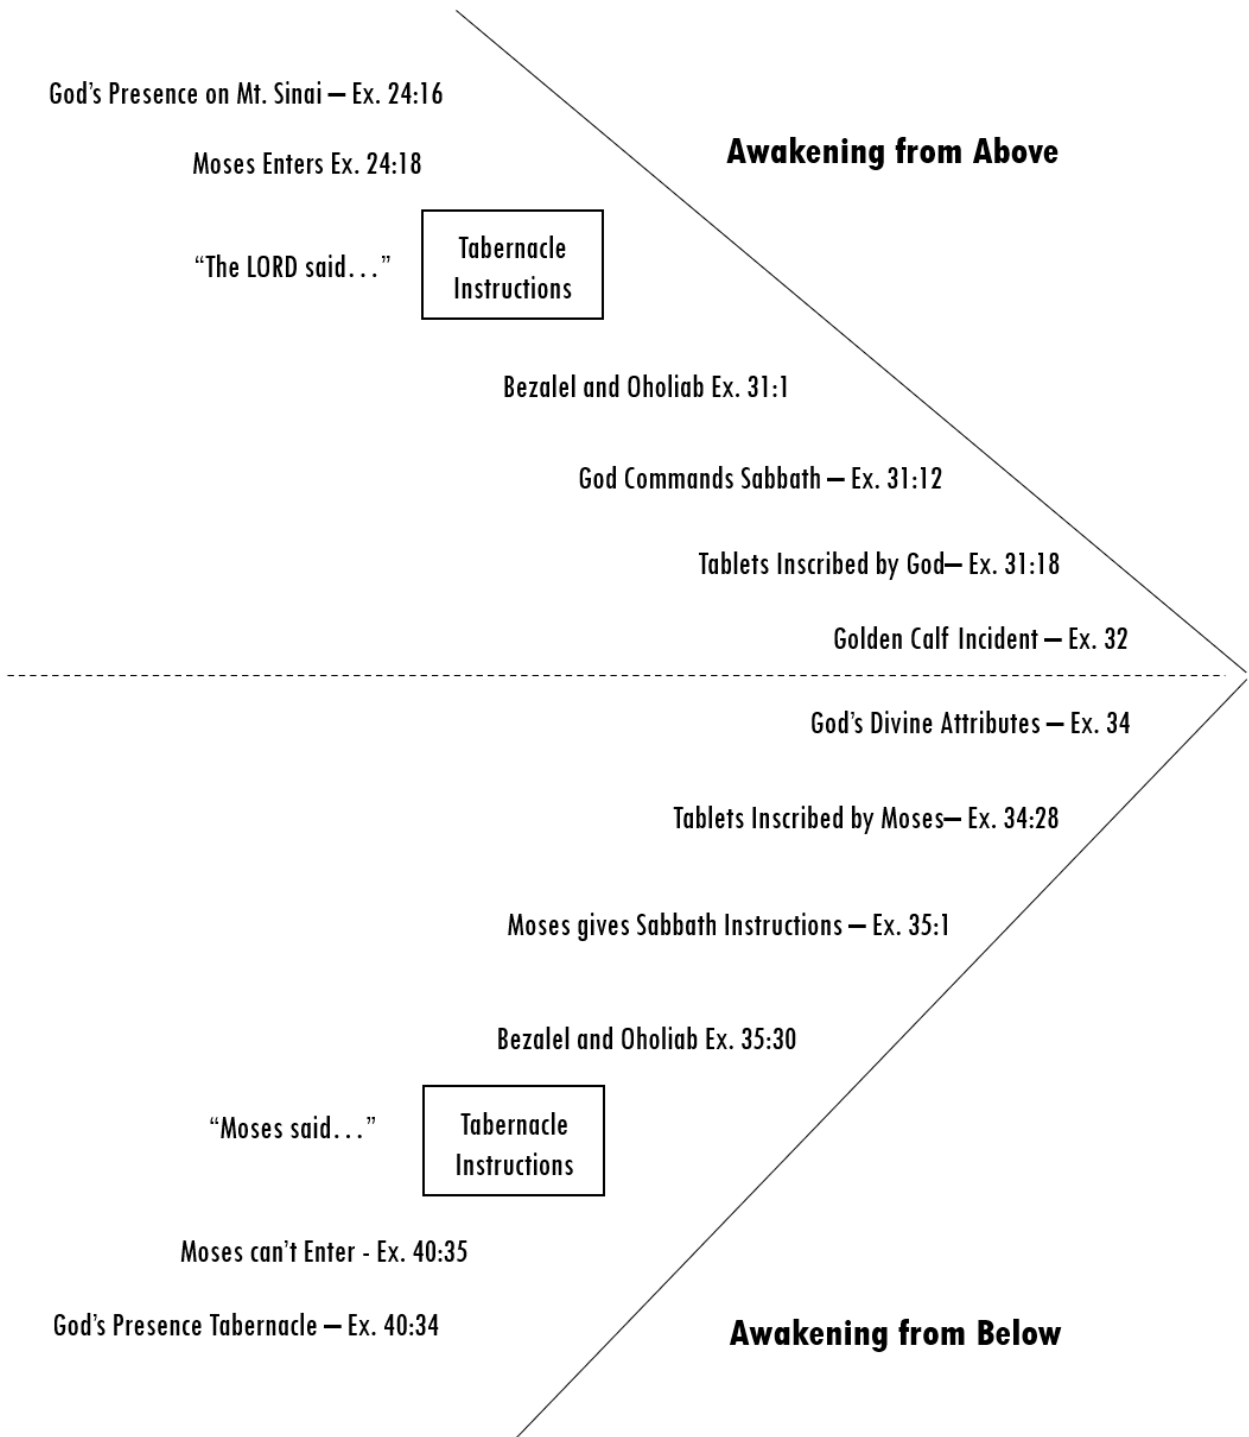 God’s Presence on Mt. Sinai – Ex. 24:16
Awakening from Above
Moses Enters Ex. 24:18
“The LORD said...”
Tabernacle
Instructions
Bezalel and Oholiab Ex. 31:1
God Commands Sabbath – Ex. 31:12
Tablets Inscribed by God– Ex. 31:18
Golden Calf Incident – Ex. 32
God’s Divine Attributes – Ex. 34
Tablets Inscribed by Moses– Ex. 34:28
Moses gives Sabbath Instructions – Ex. 35:1
Bezalel and Oholiab Ex. 35:30
“Moses said...”
Tabernacle
Instructions
Moses can’t Enter - Ex. 40:35
God’s Presence Tabernacle – Ex. 40:34
Awakening from Below